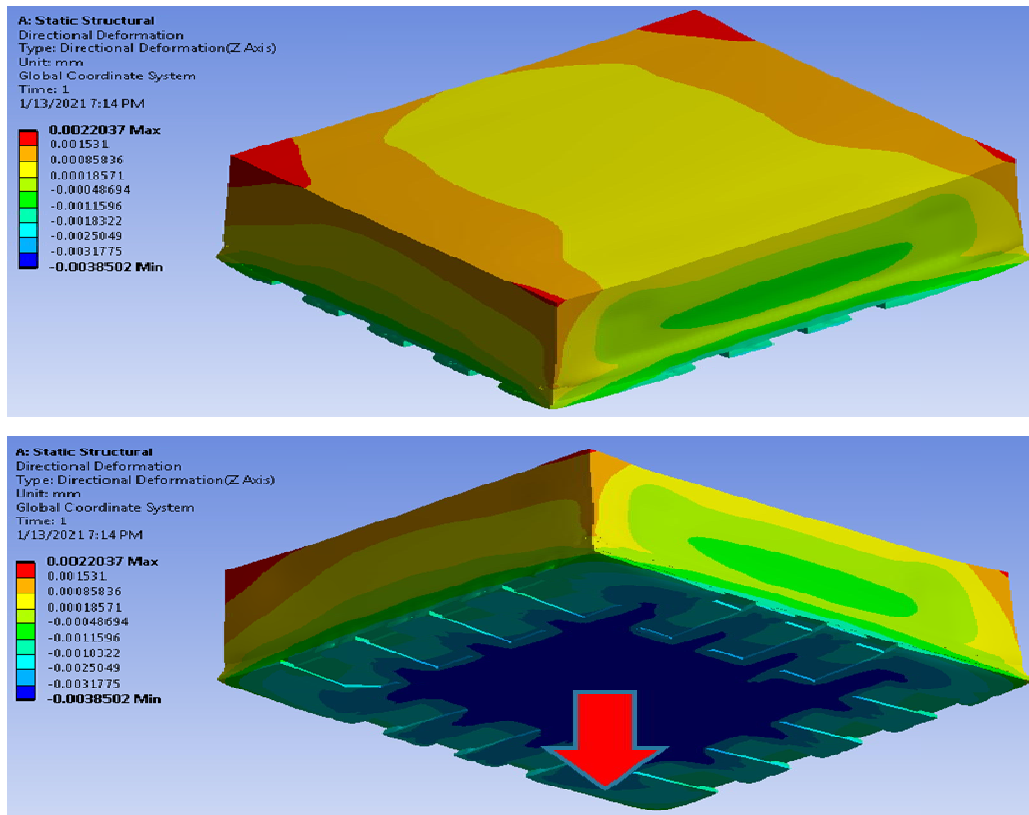 A: Static Structural
Directional Deformation
Type: Directional Deformation(Z Axis)
Unit: mm
Global Coordinate System
Time: 1
1/13/2021 7:14 PM
0.0022037 Max
0.001531
0.00085836
0.00018571
-0.00048694
-0.0011596
-0.0018322
-0.0025049
-0.0031775
-0.0038502 Min
A: Static Structural
Directional Deformation
Type: Directional Deformation(Z Axis)
Unit: mm
Global Coordinate System
Time: 1
1/13/2021 7:14 PM
0.0022037 Max
0.001531
0.00085836
0.00018571
-0.00048694
-0.0011596
-0.0010322
-0.0025049
-0.0031775
-0.0038502 Min